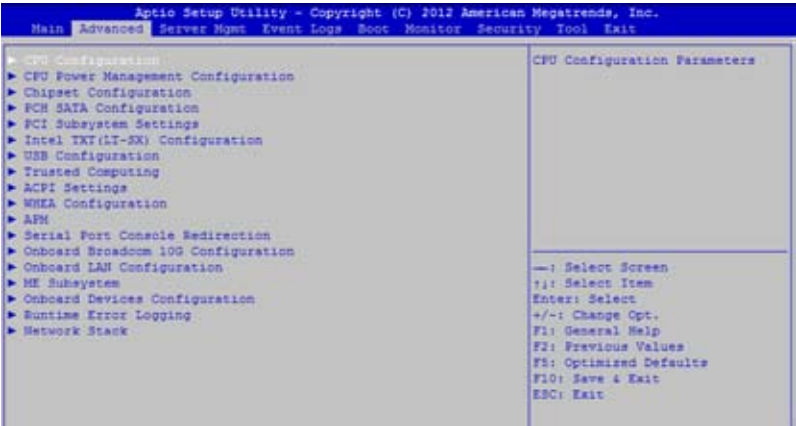 Aptio Setup Utility - Copyright (C) 2012 American Megatrends, Inc.
Main Advanced Server Mgmt Event Logs Boot Monitor Security Tool Exit
► CPU Configuration
► CPU Power Management Configuration
► Chipset Configuration
► PCH SATA Configuration
► PCI Subsystem Settings
► Intel TXT(LT-SX) Configuration
► USB Configuration
► Trusted Computing
► ACPI Settings
► WHEA Configuration
► APM
► Serial Port Console Redirection
► Onboard Broadcom 10G Configuration
► Onboard LAN Configuration
► ME Subsystem
► Onboard Devices Configuration
► Runtime Error Logging
► Network Stack
CPU Configuration Parameters
→←: Select Screen
↑↓: Select Item
Enter: Select
+/-: Change Opt.
F1: General Help
F2: Previous Values
F5: Optimized Defaults
F10: Save & Exit
ESC: Exit